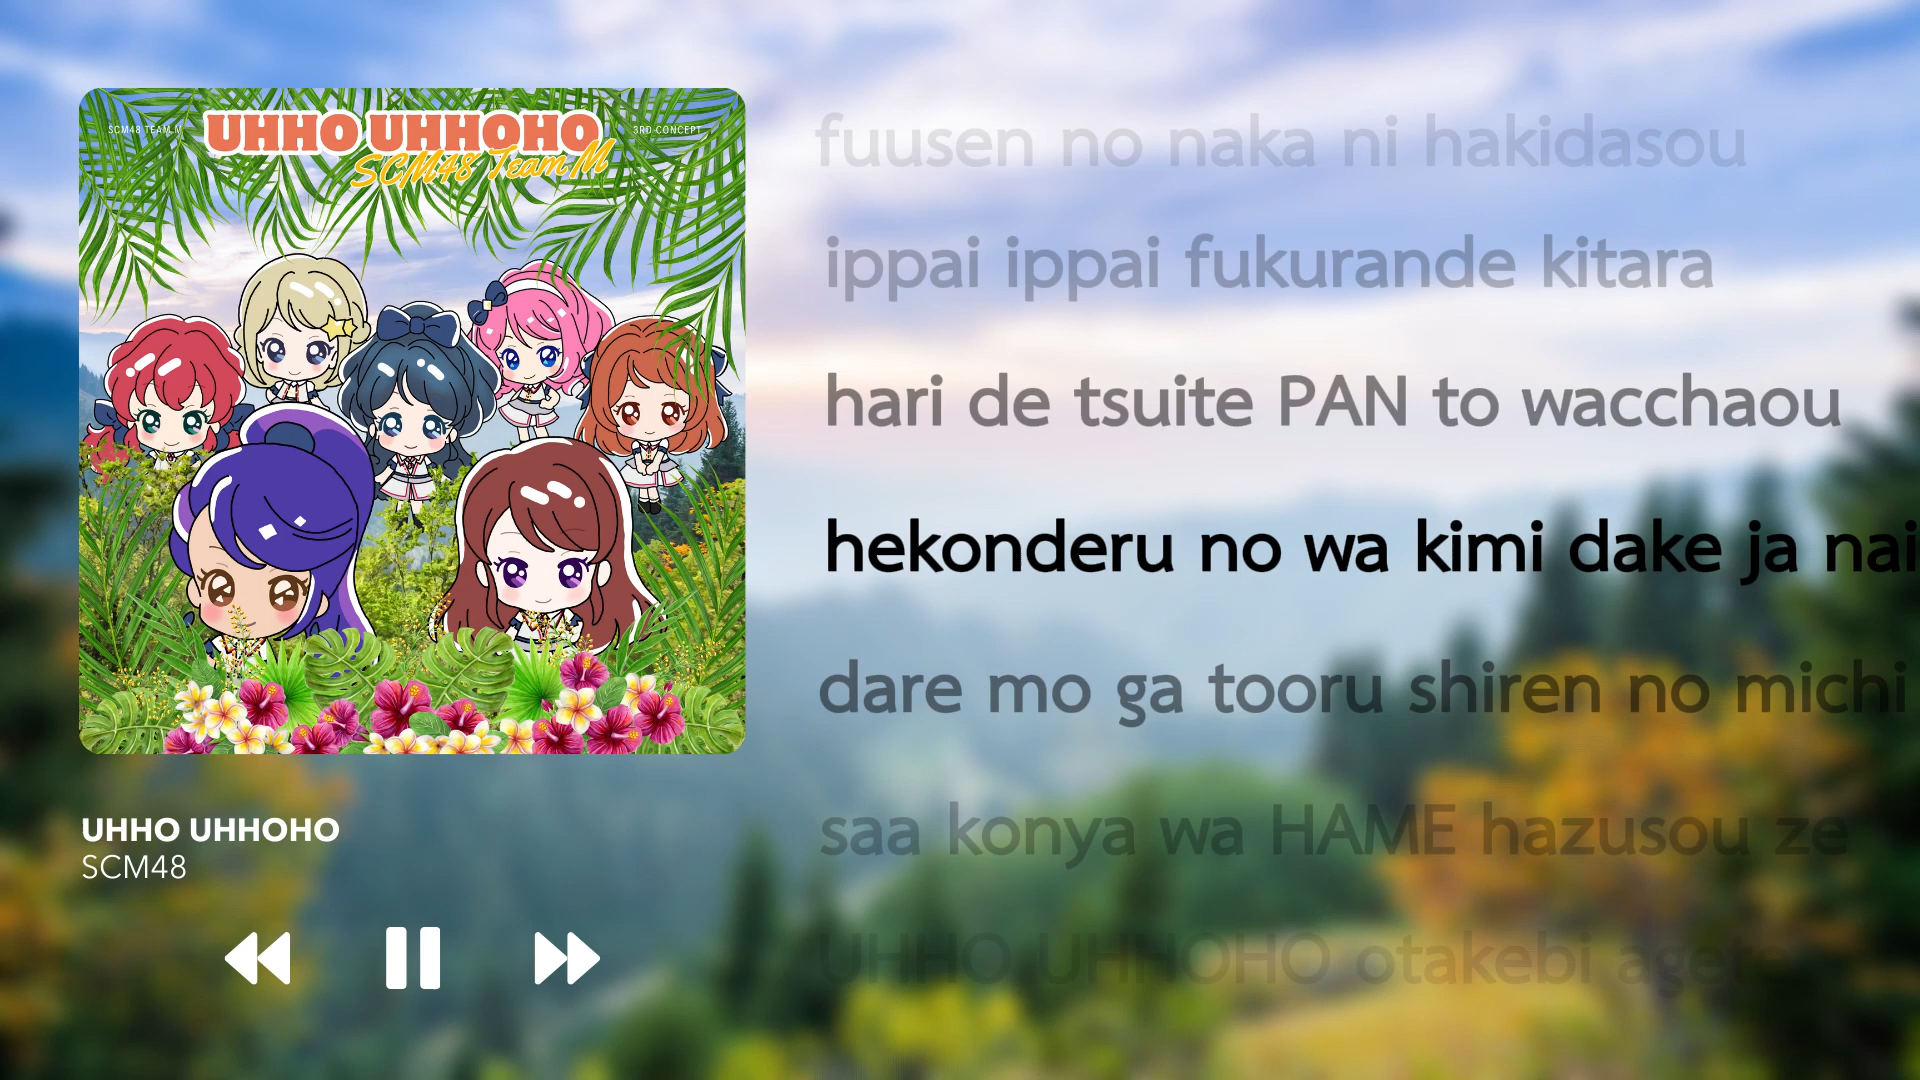 SCM48 TEAM M
UHHO UHHOHO
3RD CONCEPT
SCM48 Team M
fuusen no naka ni hakidasou
ippai ippai fukurande kitara
hari de tsuite PAN to wacchaou
hekonderu no wa kimi dake ja nai
dare mo ga tooru shiren no michi
saa konya wa HAME hazusou ze
UHHO UHHOHO otakebi agete
UHHO UHHOHO
SCM48